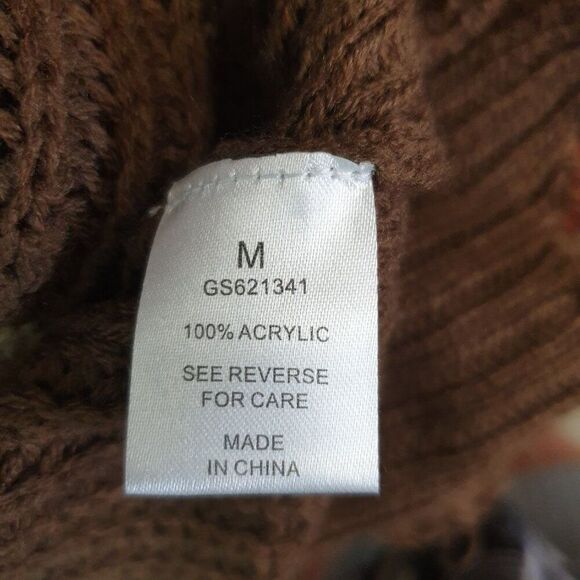 M
GS621341
100% ACRYLIC
SEE REVERSE
FOR CARE
MADE
IN CHINA